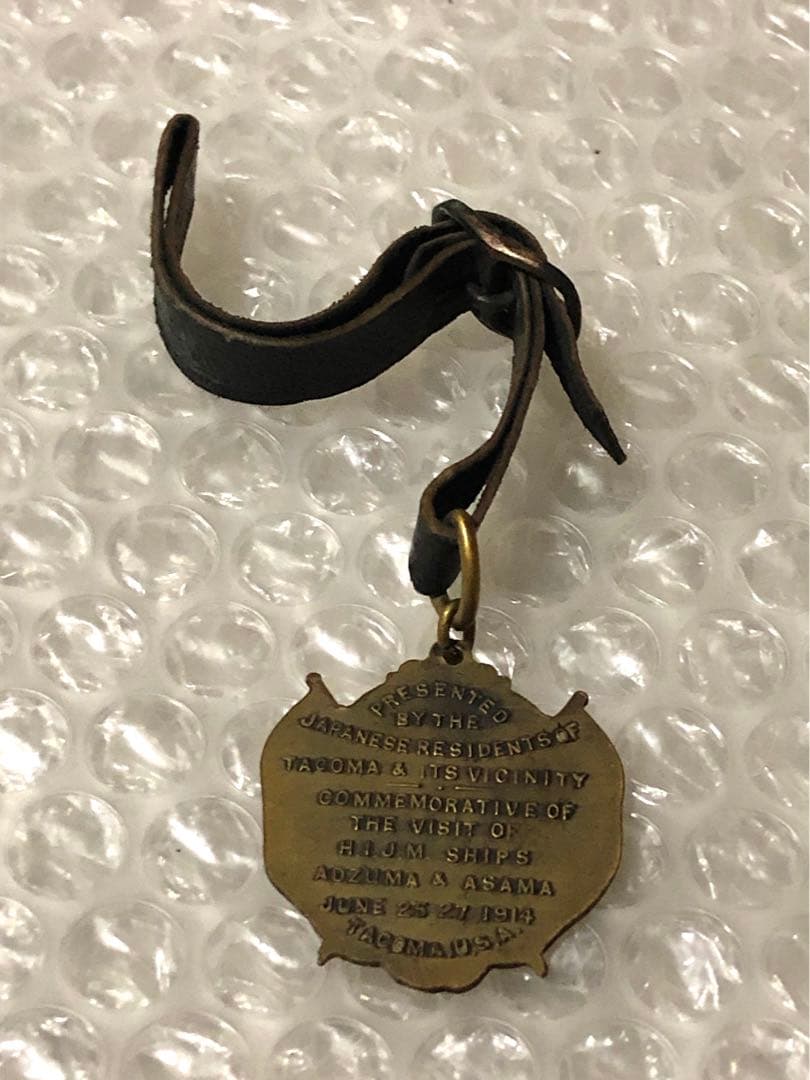 PRESENTED
BY THE
JAPANESE RESIDENTS OF
TACOMA & ITS VICINITY
COMMEMORATIVE OF
THE VISIT OF
H.I.J.M. SHIPS
ADZUMA & ASAMA
JUNE 25 27 1914
TACOMA, U.S.A.